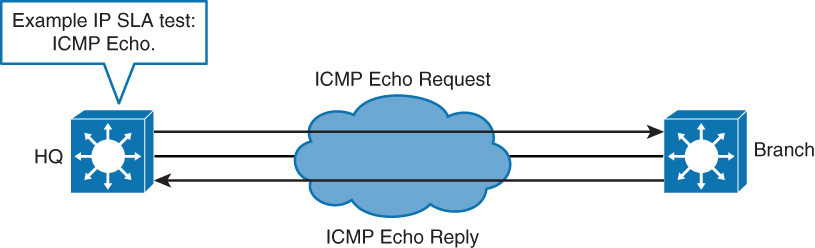 Example IP SLA test:
ICMP Echo.
ICMP Echo Request
HQ
Branch
ICMP Echo Reply